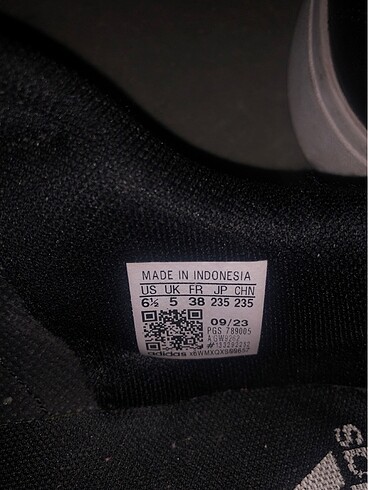 MADE IN INDONESIA
US UK FR JP CHN
6½ 5 38 235 235
09/23
PGS 789005
adidas